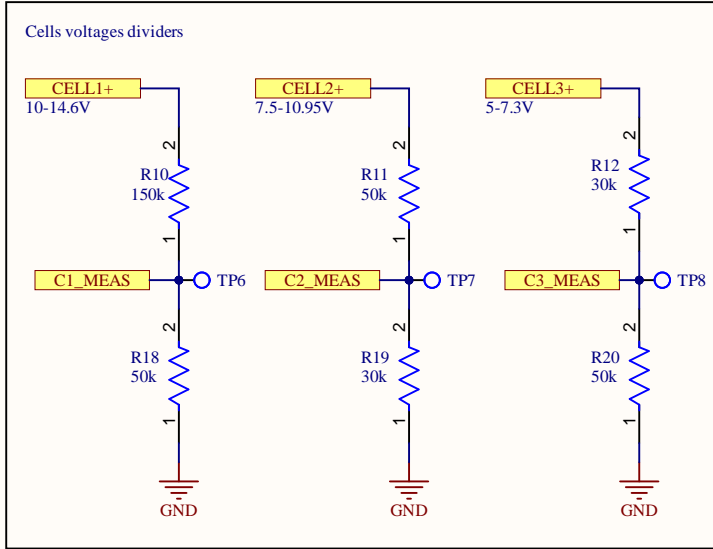 Cells voltages dividers
CELL1+
10-14.6V
2
R10
150k
1
C1_MEAS
TP6
2
R18
50k
1
GND
CELL2+
7.5-10.95V
2
R11
50k
1
C2_MEAS
TP7
2
R19
30k
1
GND
CELL3+
5-7.3V
2
R12
30k
1
C3_MEAS
TP8
2
R20
50k
1
GND